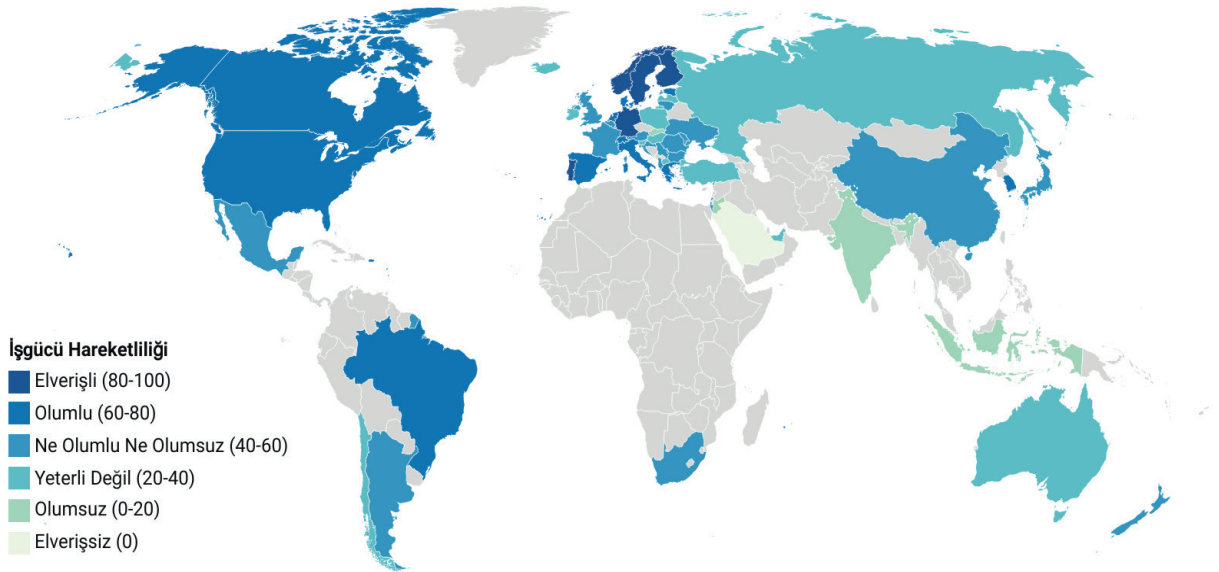 İşgücü Hareketliliği
Elverişli (80-100)
Olumlu (60-80)
Ne Olumlu Ne Olumsuz (40-60)
Yeterli Değil (20-40)
Olumsuz (0-20)
Elverişsiz (0)